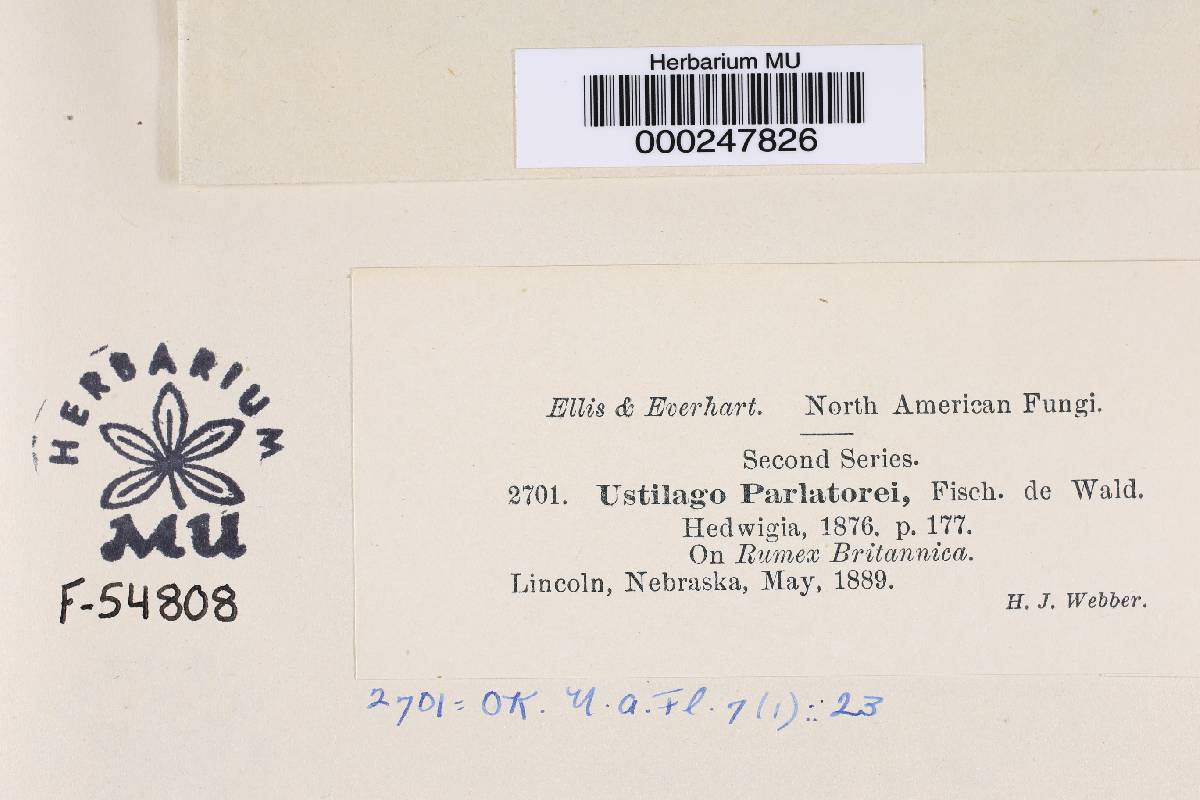 Herbarium MU
000247826
HERBARIUM
MU
F-54808
Ellis & Everhart. North American Fungi.
Second Series.
2701. Ustilago Parlatorei, Fisch. de Wald.
Hedwigia, 1876. p. 177.
On Rumex Britannica.
Lincoln, Nebraska, May, 1889.
H. J. Webber.
2701 = OK. N.A.Fl. 7(1): 23